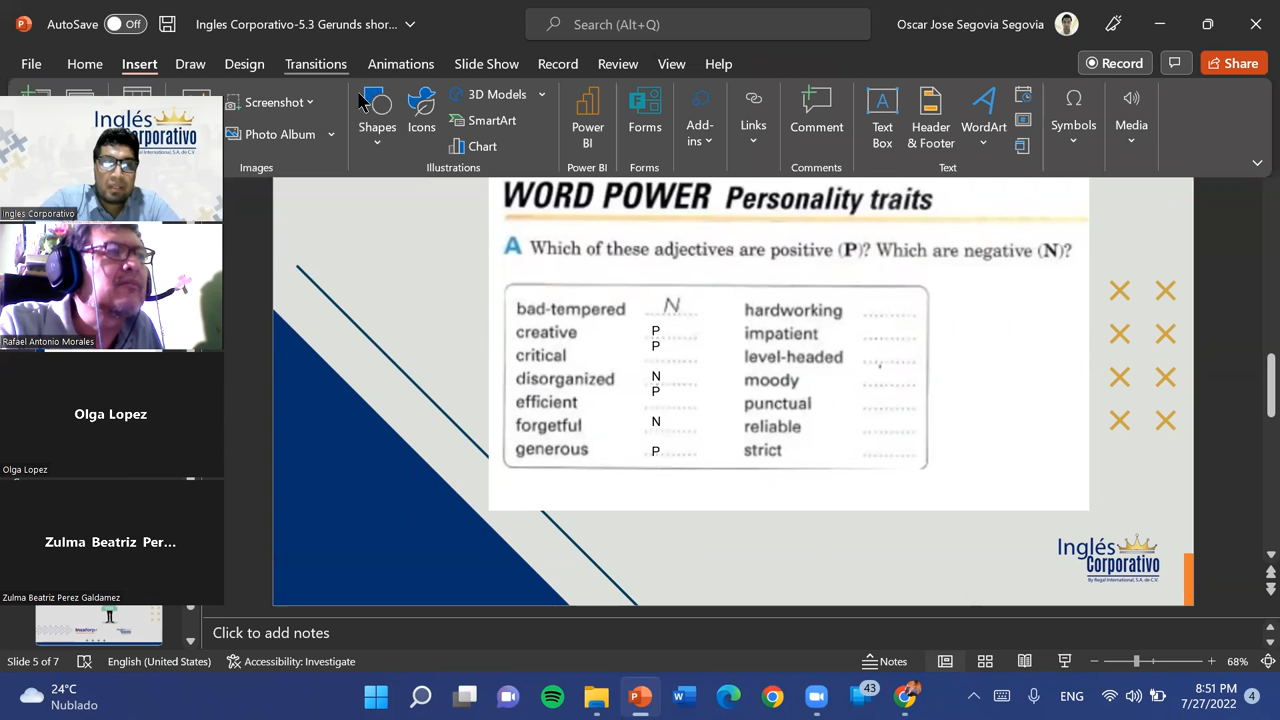 AutoSave Off Ingles Corporativo-5.3 Gerunds shor... Search (Alt+Q) Oscar Jose Segovia Segovia
File Home Insert Draw Design Transitions Animations Slide Show Record Review View Help Record Share
Screenshot
Photo Album
Images
Shapes
Icons
3D Models
SmartArt
Chart
Illustrations
Power BI
Power BI
Forms
Forms
Add-ins
Links
Comment
Comments
Text Box
Header & Footer
WordArt
Text
Symbols
Media
Inglés
Corporativo
By Regal International, S.A. de C.V.
Ingles Corporativo
Rafael Antonio Morales
Olga Lopez
Olga Lopez
Zulma Beatriz Per...
Zulma Beatriz Perez Galdamez
WORD POWER Personality traits
A Which of these adjectives are positive (P)? Which are negative (N)?
bad-tempered N hardworking
creative P impatient
critical P level-headed
disorganized N moody
efficient P punctual
forgetful N reliable
generous P strict
Inglés
Corporativo
By Regal International, S.A. de C.V.
Click to add notes
Slide 5 of 7 English (United States) Accessibility: Investigate Notes 68%
24°C
Nublado
43
ENG
8:51 PM
7/27/2022
4